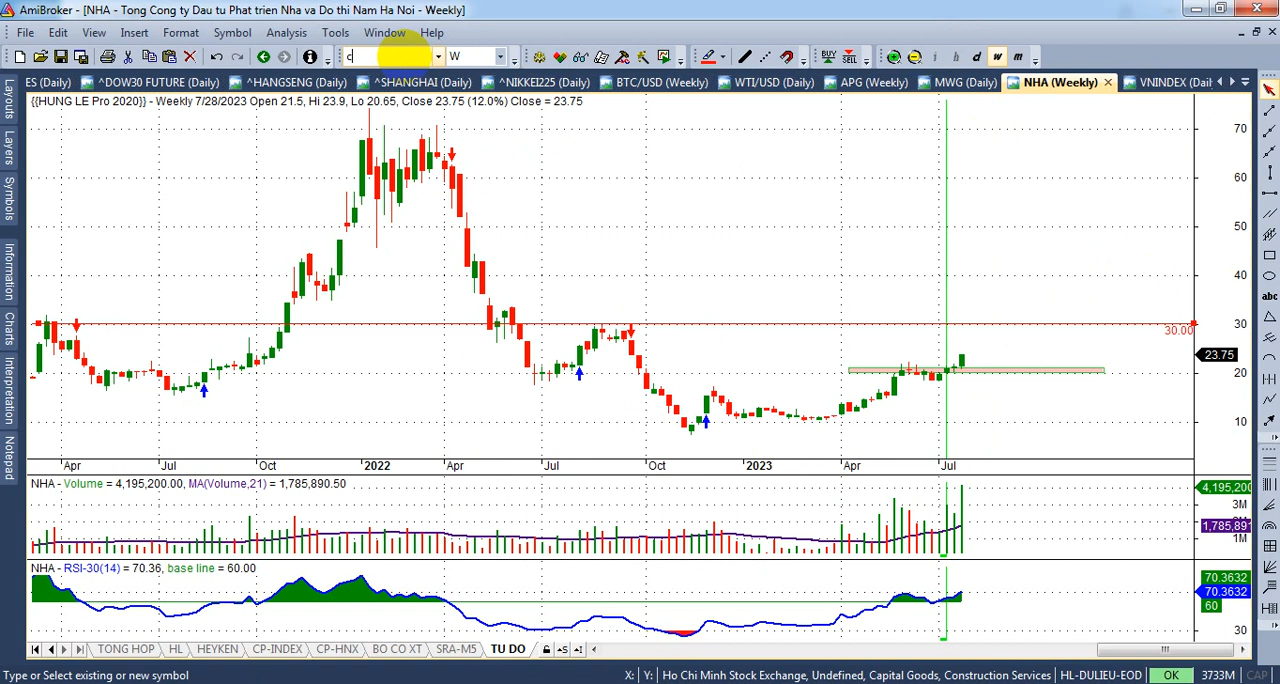 AmiBroker - [NHA - Tong Cong ty Dau tu Phat trien Nha va Do thi Nam Ha Noi - Weekly]
File Edit View Insert Format Symbol Analysis Tools Window Help
c W BUY SELL i h d w m
ES (Daily) ^DOW30 FUTURE (Daily) ^HANGSENG (Daily) ^SHANGHAI (Daily) ^NIKKEI225 (Daily) BTC/USD (Weekly) WTI/USD (Daily) APG (Weekly) MWG (Daily) NHA (Weekly) VNINDEX (Dail
{{HUNG LE Pro 2020}} - Weekly 7/28/2023 Open 21.5, Hi 23.9, Lo 20.65, Close 23.75 (12.0%) Close = 23.75
Layouts
Layers
Symbols
Information
Charts
Interpretation
Notepad
70
60
50
40
30
30.00
23.75
20
10
abc
Apr Jul Oct 2022 Apr Jul Oct 2023 Apr Jul
NHA - Volume = 4,195,200.00, MA(Volume,21) = 1,785,890.50
4,195,200
3M
1,785,891
1M
NHA - RSI-30(14) = 70.36, base line = 60.00
70.3632
70.3632
60
30
TONG HOP HL HEYKEN CP-INDEX CP-HNX BO CO XT SRA-M5 TU DO
Type or Select existing or new symbol X: Y: Ho Chi Minh Stock Exchange, Undefined, Capital Goods, Construction Services HL-DULIEU-EOD OK 3733M CAP